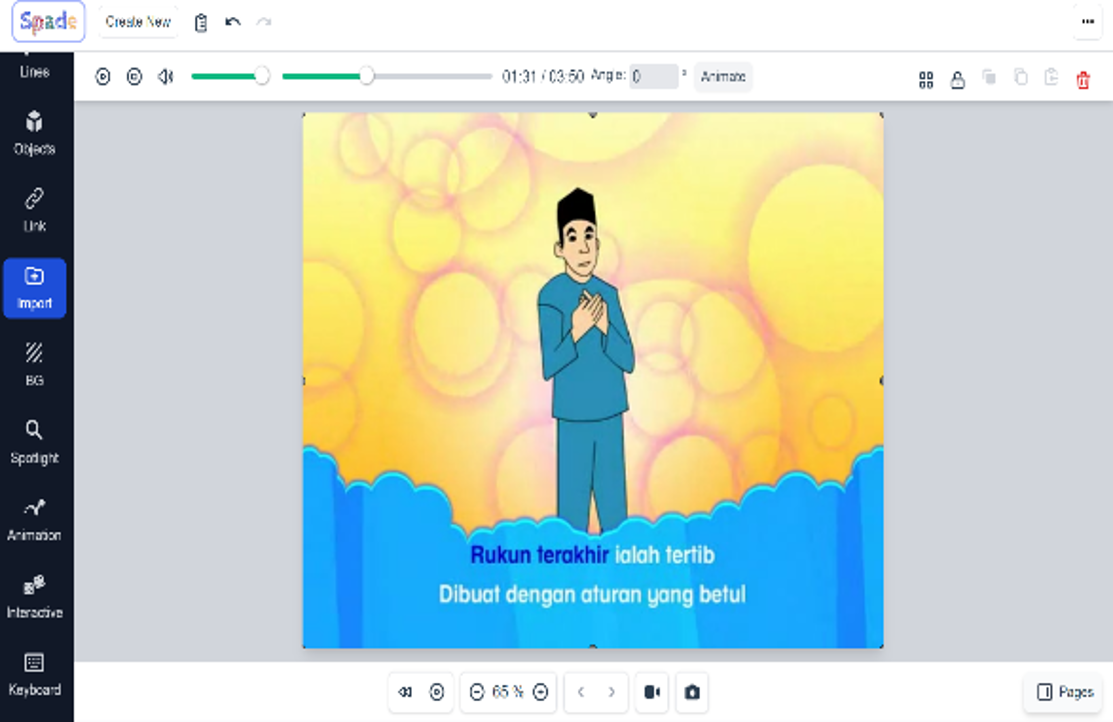 Spade
Create New
Lines
01:31 / 03:50 Angle: 0 ° Animate
Objects
Link
Import
BG
Spotlight
Animation
Interactive
Keyboard
Rukun terakhir ialah tertib
Dibuat dengan aturan yang betul
65 %
Pages